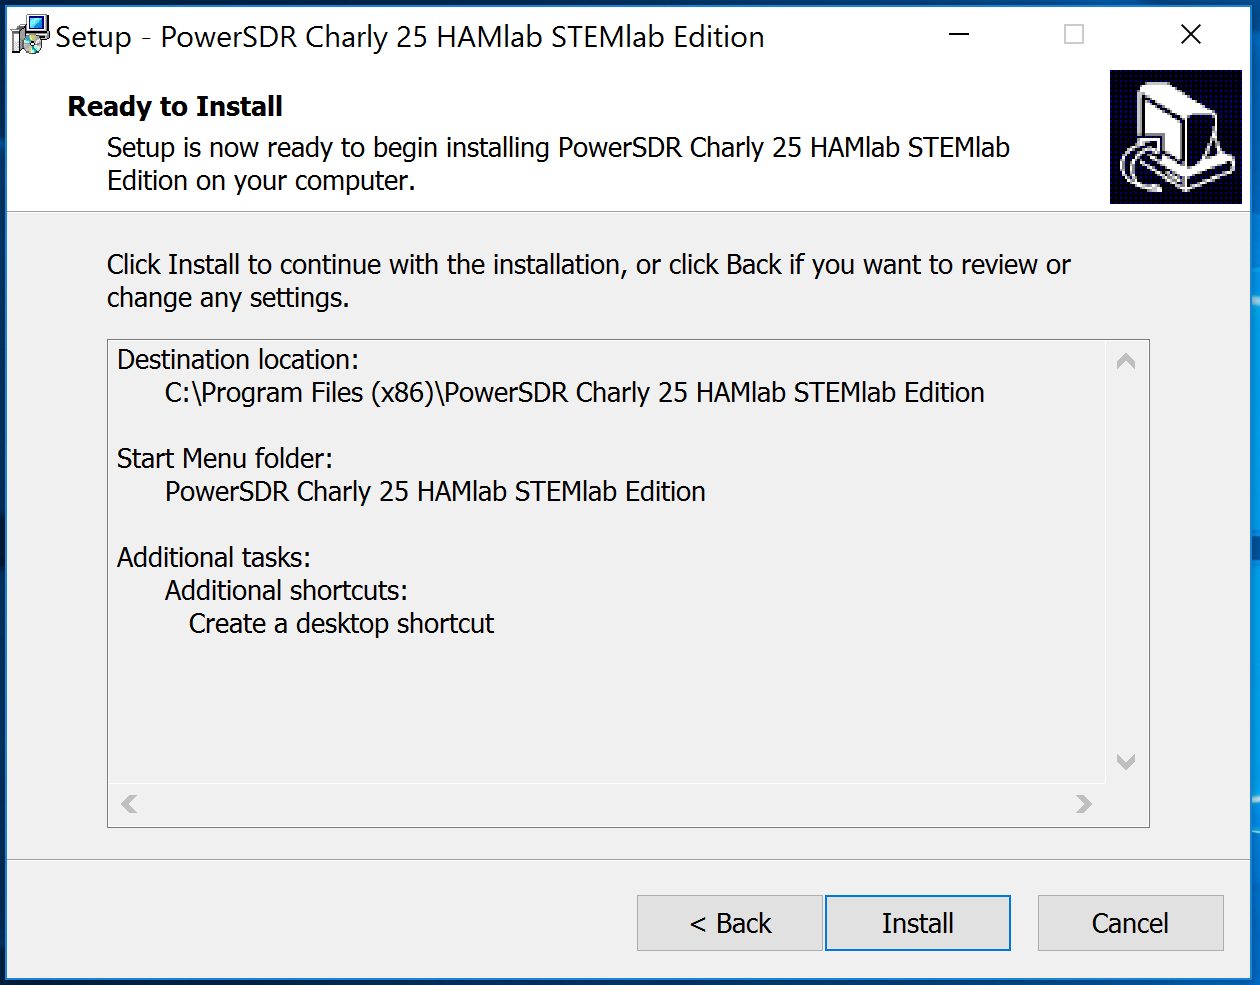 Setup - PowerSDR Charly 25 HAMlab STEMlab Edition
Ready to Install
Setup is now ready to begin installing PowerSDR Charly 25 HAMlab STEMlab
Edition on your computer.
Click Install to continue with the installation, or click Back if you want to review or
change any settings.
Destination location:
C:\Program Files (x86)\PowerSDR Charly 25 HAMlab STEMlab Edition
Start Menu folder:
PowerSDR Charly 25 HAMlab STEMlab Edition
Additional tasks:
Additional shortcuts:
Create a desktop shortcut
< Back
Install
Cancel